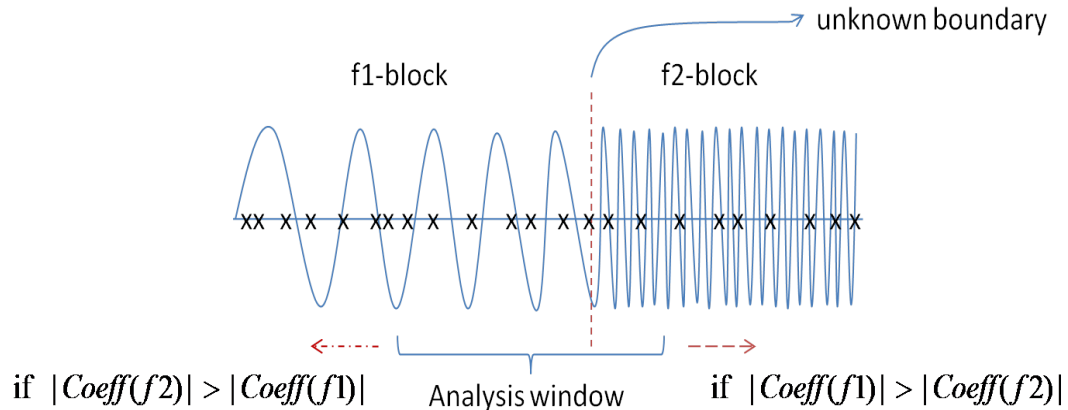 unknown boundary
f1-block
f2-block
X X X X X X X X X X X X X X X X X X X X X X X X
if |Coeff(f2)| > |Coeff(f1)|
Analysis window
if |Coeff(f1)| > |Coeff(f2)|